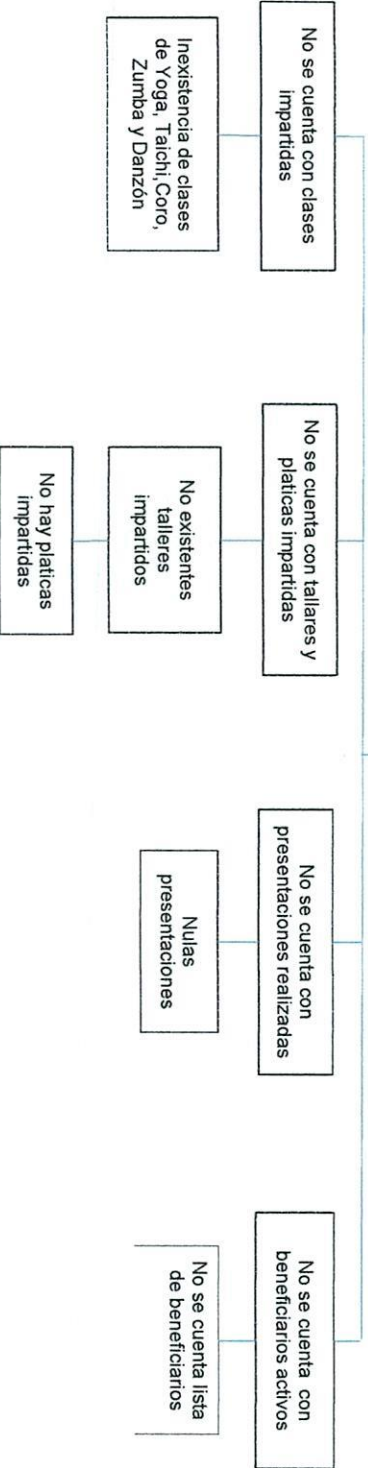 No se cuenta con clases
impartidas
Inexistencia de clases
de Yoga, Taichi,Coro,
Zumba y Danzón
No se cuenta con tallares y
platicas impartidas
No existentes
talleres
impartidos
No hay platicas
impartidas
No se cuenta con
presentaciones realizadas
Nulas
presentaciones
No se cuenta con
beneficiarios activos
No se cuenta lista
de beneficiarios